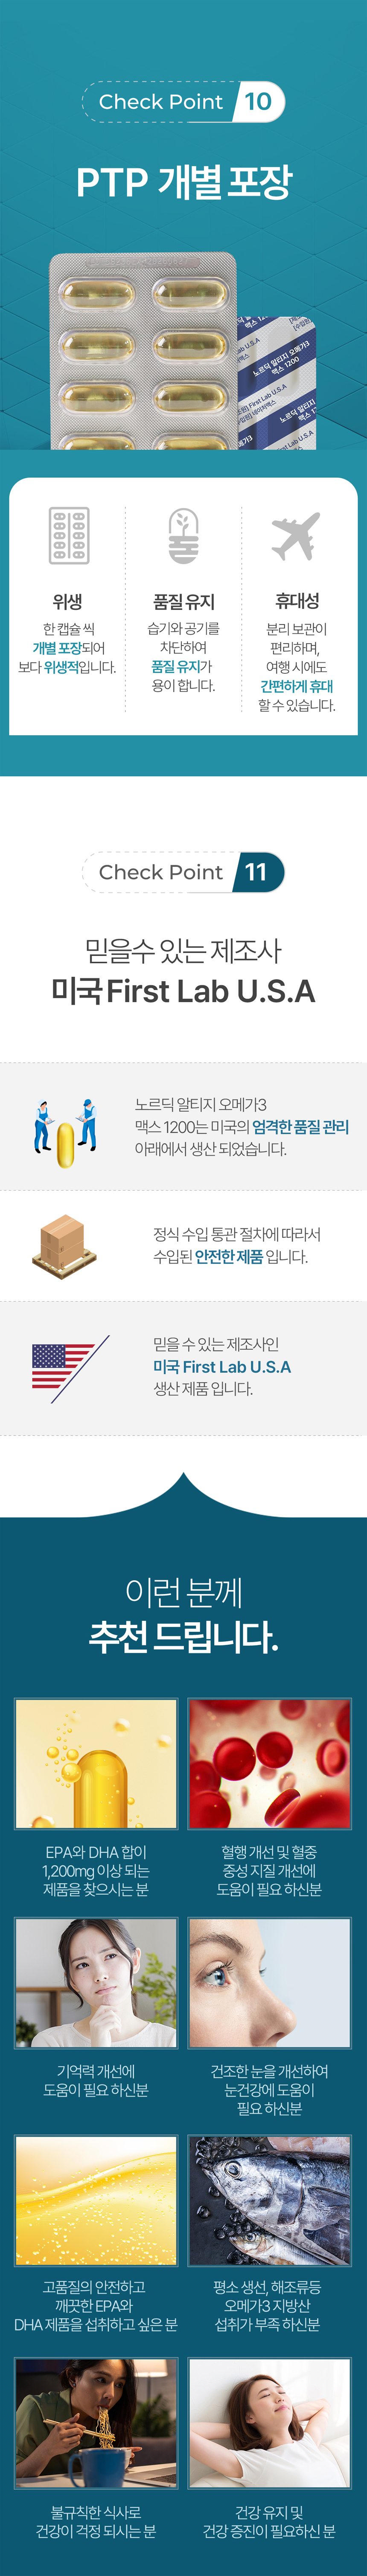 Check Point 10
PTP 개별 포장
노르딕 알티지 오메가3
맥스 1200
First Lab U.S.A
위생
한 캡슐 씩
개별 포장되어
보다 위생적입니다.
품질 유지
습기와 공기를
차단하여
품질 유지가
용이 합니다.
휴대성
분리 보관이
편리하며,
여행 시에도
간편하게 휴대
할 수 있습니다.
Check Point 11
믿을수 있는 제조사
미국 First Lab U.S.A
노르딕 알티지 오메가3
맥스 1200는 미국의 엄격한 품질 관리
아래에서 생산 되었습니다.
정식 수입 통관 절차에 따라서
수입된 안전한 제품 입니다.
믿을 수 있는 제조사인
미국 First Lab U.S.A
생산 제품 입니다.
이런 분께
추천 드립니다.
EPA와 DHA 합이
1,200mg 이상 되는
제품을 찾으시는 분
혈행 개선 및 혈중
중성 지질 개선에
도움이 필요 하신분
기억력 개선에
도움이 필요 하신분
건조한 눈을 개선하여
눈건강에 도움이
필요 하신분
고품질의 안전하고
깨끗한 EPA와
DHA 제품을 섭취하고 싶은 분
평소 생선, 해조류등
오메가3 지방산
섭취가 부족 하신분
불규칙한 식사로
건강이 걱정 되시는 분
건강 유지 및
건강 증진이 필요하신 분